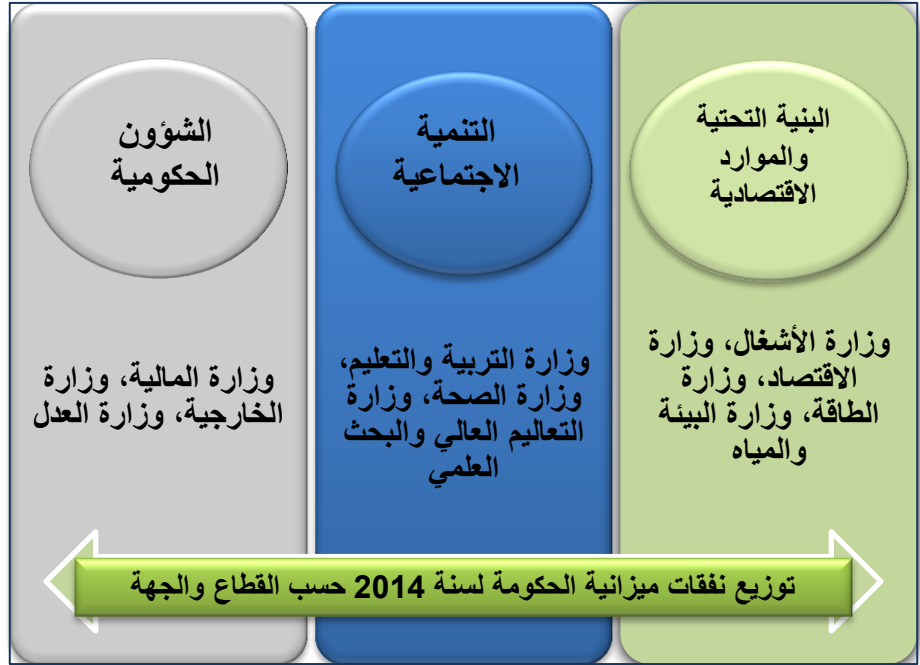 البنية التحتية
والموارد
الاقتصادية
وزارة الأشغال، وزارة
الاقتصاد، وزارة
الطاقة، وزارة البيئة
والمياه
التنمية
الاجتماعية
وزارة التربية والتعليم،
وزارة الصحة، وزارة
التعاليم العالي والبحث
العلمي
الشؤون
الحكومية
وزارة المالية، وزارة
الخارجية، وزارة العدل
توزيع نفقات ميزانية الحكومة لسنة 2014 حسب القطاع والجهة